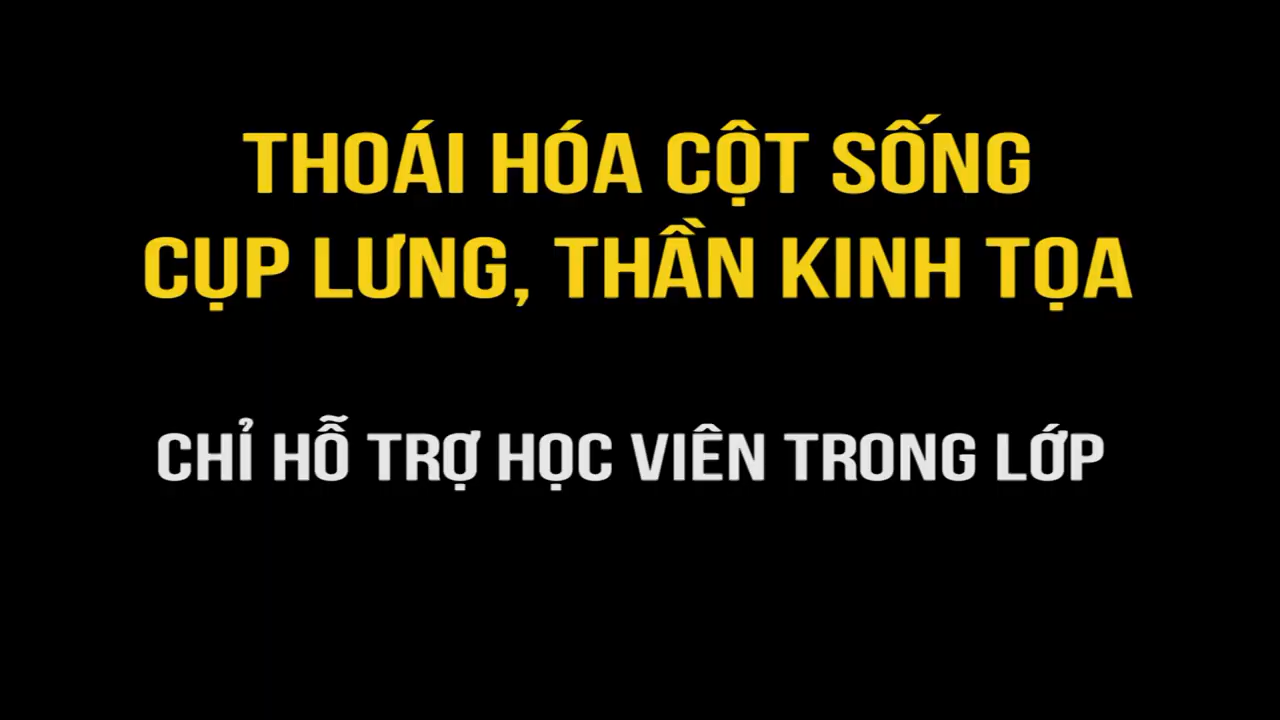 THOÁI HÓA CỘT SỐNG
CỤP LƯNG, THẦN KINH TỌA
CHỈ HỖ TRỢ HỌC VIÊN TRONG LỚP